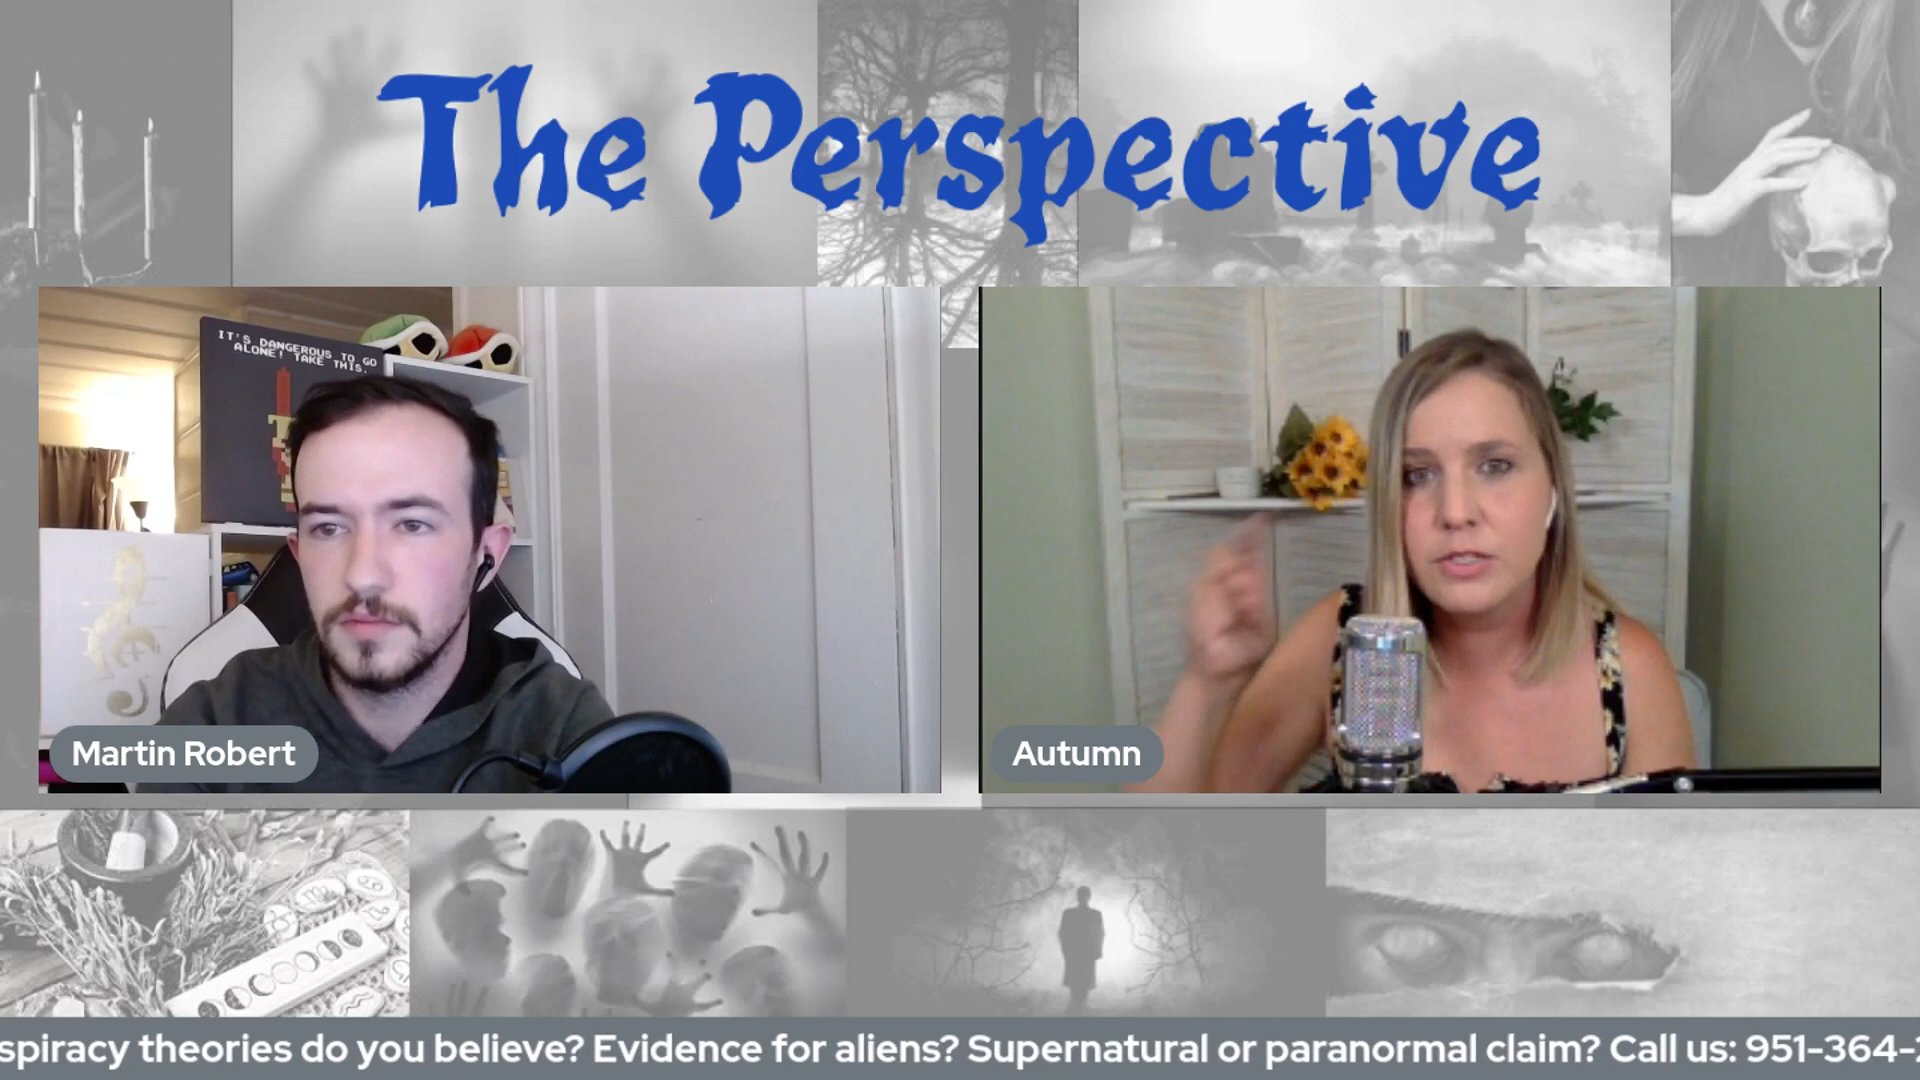 The Perspective
IT'S DANGEROUS TO GO
ALONE! TAKE THIS.
Martin Robert
Autumn
spiracy theories do you believe? Evidence for aliens? Supernatural or paranormal claim? Call us: 951-364-